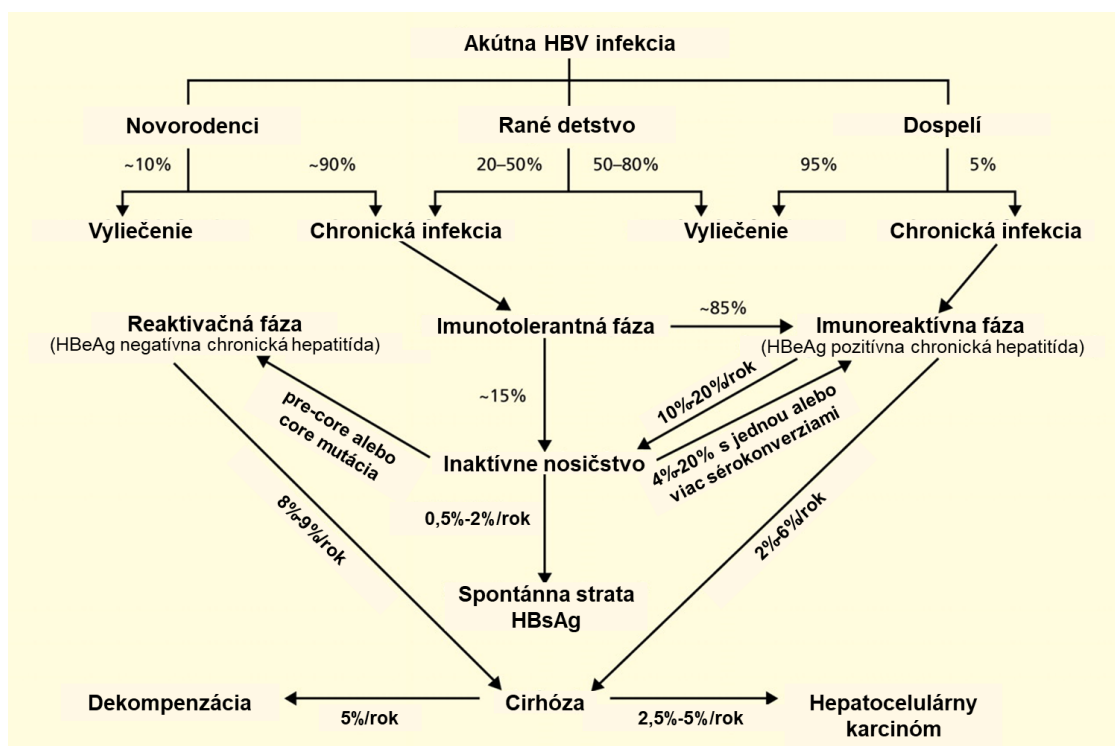 Akútna HBV infekcia
Novorodenci
Rané detstvo
Dospelí
~10%
~90%
20–50%
50–80%
95%
5%
Vyliečenie
Chronická infekcia
Vyliečenie
Chronická infekcia
Reaktivačná fáza
(HBeAg negatívna chronická hepatitída)
Imunotolerantná fáza
~85%
Imunoreaktívna fáza
(HBeAg pozitívna chronická hepatitída)
pre-core alebo
core mutácia
~15%
10%-20%/rok
4%-20% s jednou alebo
viac sérokonverziami
Inaktívne nosičstvo
8%-9%/rok
0,5%-2%/rok
2%-6%/rok
Spontánna strata
HBsAg
Dekompenzácia
5%/rok
Cirhóza
2,5%-5%/rok
Hepatocelulárny
karcinóm